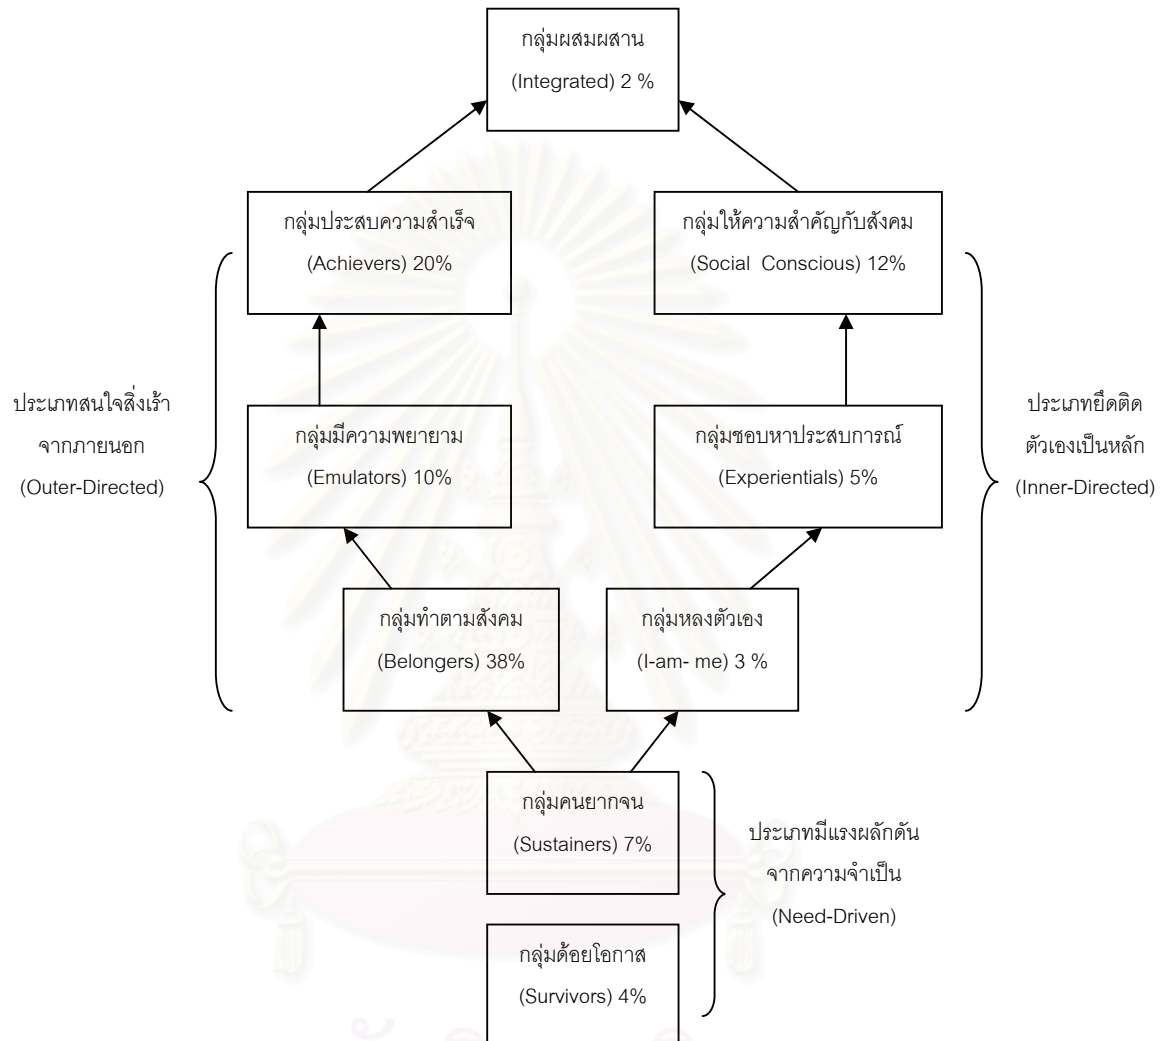 กลุ่มผสมผสาน
(Integrated) 2 %
กลุ่มประสบความสำเร็จ
(Achievers) 20%
กลุ่มให้ความสำคัญกับสังคม
(Social Conscious) 12%
ประเภทสนใจสิ่งเร้า
จากภายนอก
(Outer-Directed)
กลุ่มมีความพยายาม
(Emulators) 10%
กลุ่มชอบหาประสบการณ์
(Experientials) 5%
ประเภทยึดติด
ตัวเองเป็นหลัก
(Inner-Directed)
กลุ่มทำตามสังคม
(Belongers) 38%
กลุ่มหลงตัวเอง
(I-am- me) 3 %
กลุ่มคนยากจน
(Sustainers) 7%
ประเภทมีแรงผลักดัน
จากความจำเป็น
(Need-Driven)
กลุ่มด้อยโอกาส
(Survivors) 4%